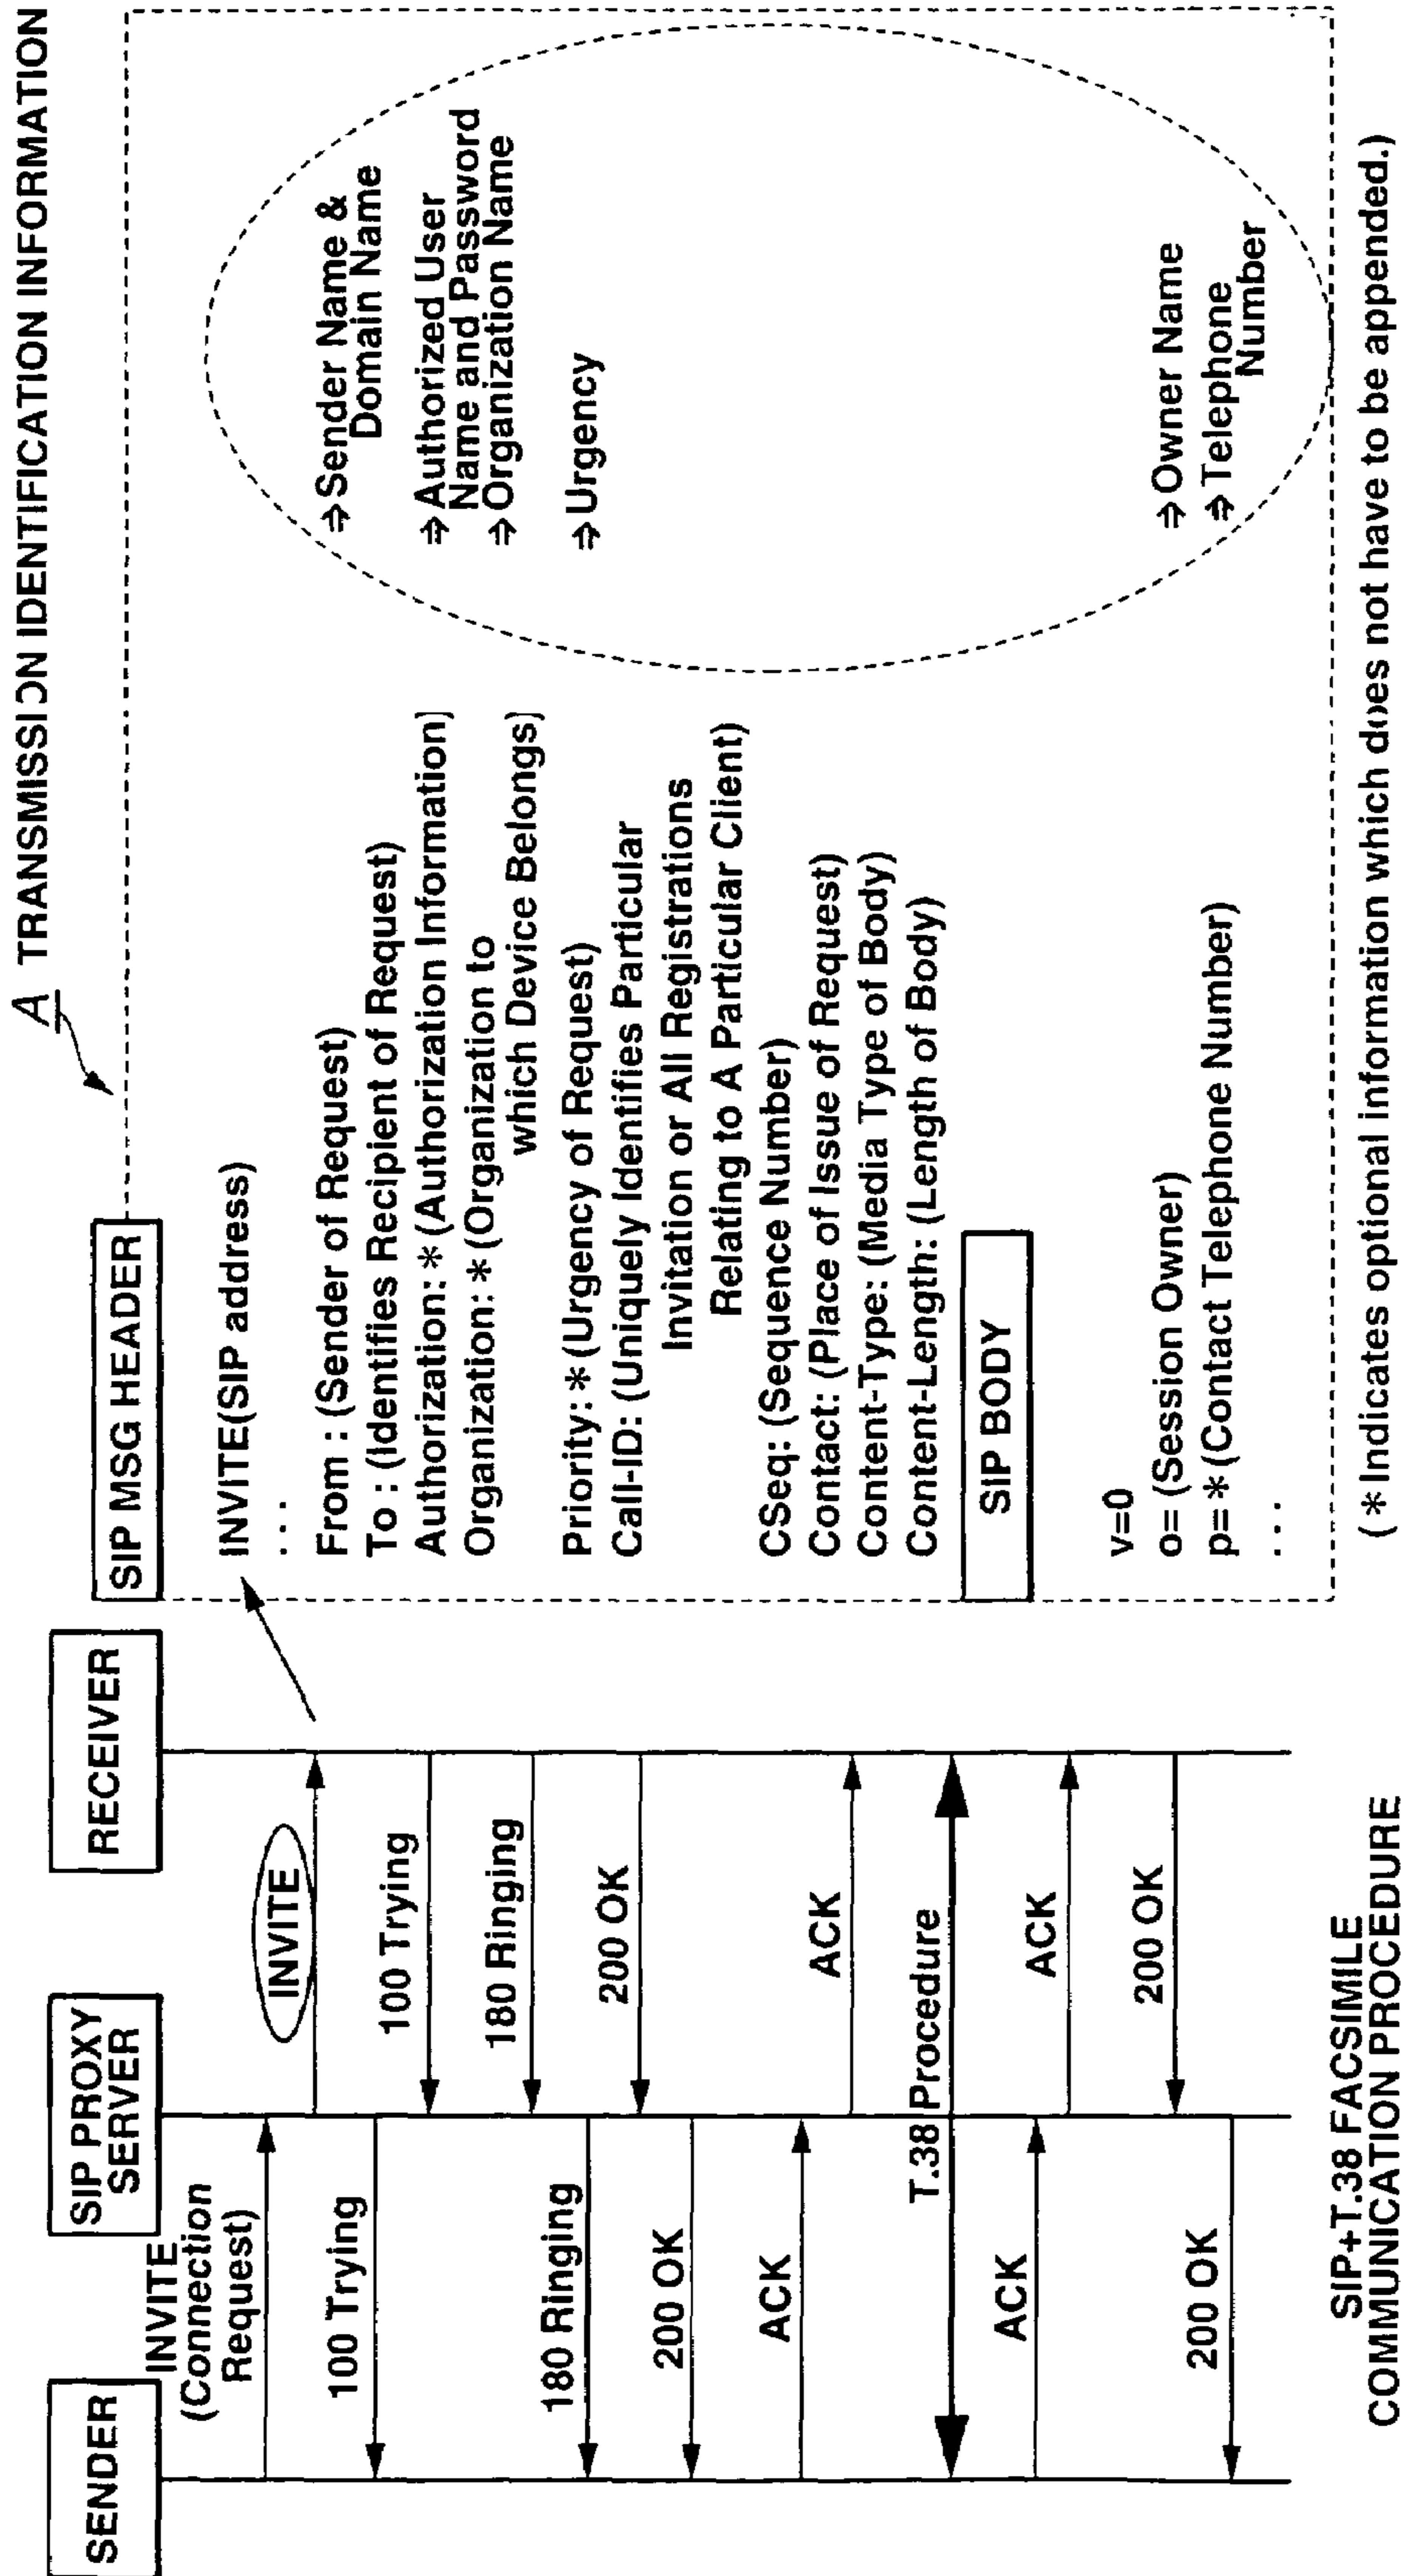 A TRANSMISSION IDENTIFICATION INFORMATION
SENDER
SIP PROXY
SERVER
RECEIVER
INVITE
(Connection
Request)
INVITE
100 Trying
100 Trying
180 Ringing
180 Ringing
200 OK
200 OK
ACK
ACK
T.38 Procedure
ACK
ACK
200 OK
200 OK
SIP+T.38 FACSIMILE
COMMUNICATION PROCEDURE
SIP MSG HEADER
INVITE(SIP address)
...
From : (Sender of Request)
To : (Identifies Recipient of Request)
Authorization: *(Authorization Information)
Organization: *(Organization to
which Device Belongs)
Priority: *(Urgency of Request)
Call-ID: (Uniquely Identifies Particular
Invitation or All Registrations
Relating to A Particular Client)
CSeq: (Sequence Number)
Contact: (Place of Issue of Request)
Content-Type: (Media Type of Body)
Content-Length: (Length of Body)
SIP BODY
v=0
o= (Session Owner)
p= *(Contact Telephone Number)
...
⇒Sender Name &
Domain Name
⇒Authorized User
Name and Password
⇒Organization Name
⇒Urgency
⇒Owner Name
⇒Telephone
Number
(*Indicates optional information which does not have to be appended.)